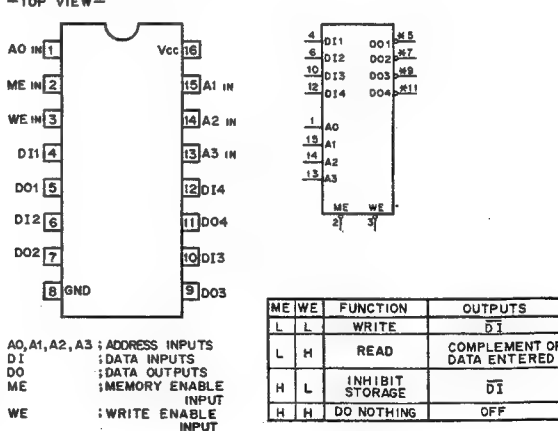 —TOP VIEW—
AO IN 1
Vcc 16
ME IN 2
15 A1 IN
WE IN 3
14 A2 IN
DI1 4
13 A3 IN
DO1 5
12 DI4
DI2 6
11 DO4
DO2 7
10 DI3
8 GND
9 DO3
4 DI1 DO1 *5
6 DI2 DO2 *7
10 DI3 DO3 *9
12 DI4 DO4 *11
1 AO
15 A1
14 A2
13 A3
ME WE
2 3
AO,A1,A2,A3 ; ADDRESS INPUTS
DI ; DATA INPUTS
DO ; DATA OUTPUTS
ME ; MEMORY ENABLE
INPUT
WE ; WRITE ENABLE
INPUT
ME WE FUNCTION OUTPUTS
L L WRITE D̅I̅
L H READ COMPLEMENT OF
DATA ENTERED
H L INHIBIT
STORAGE D̅I̅
H H DO NOTHING OFF